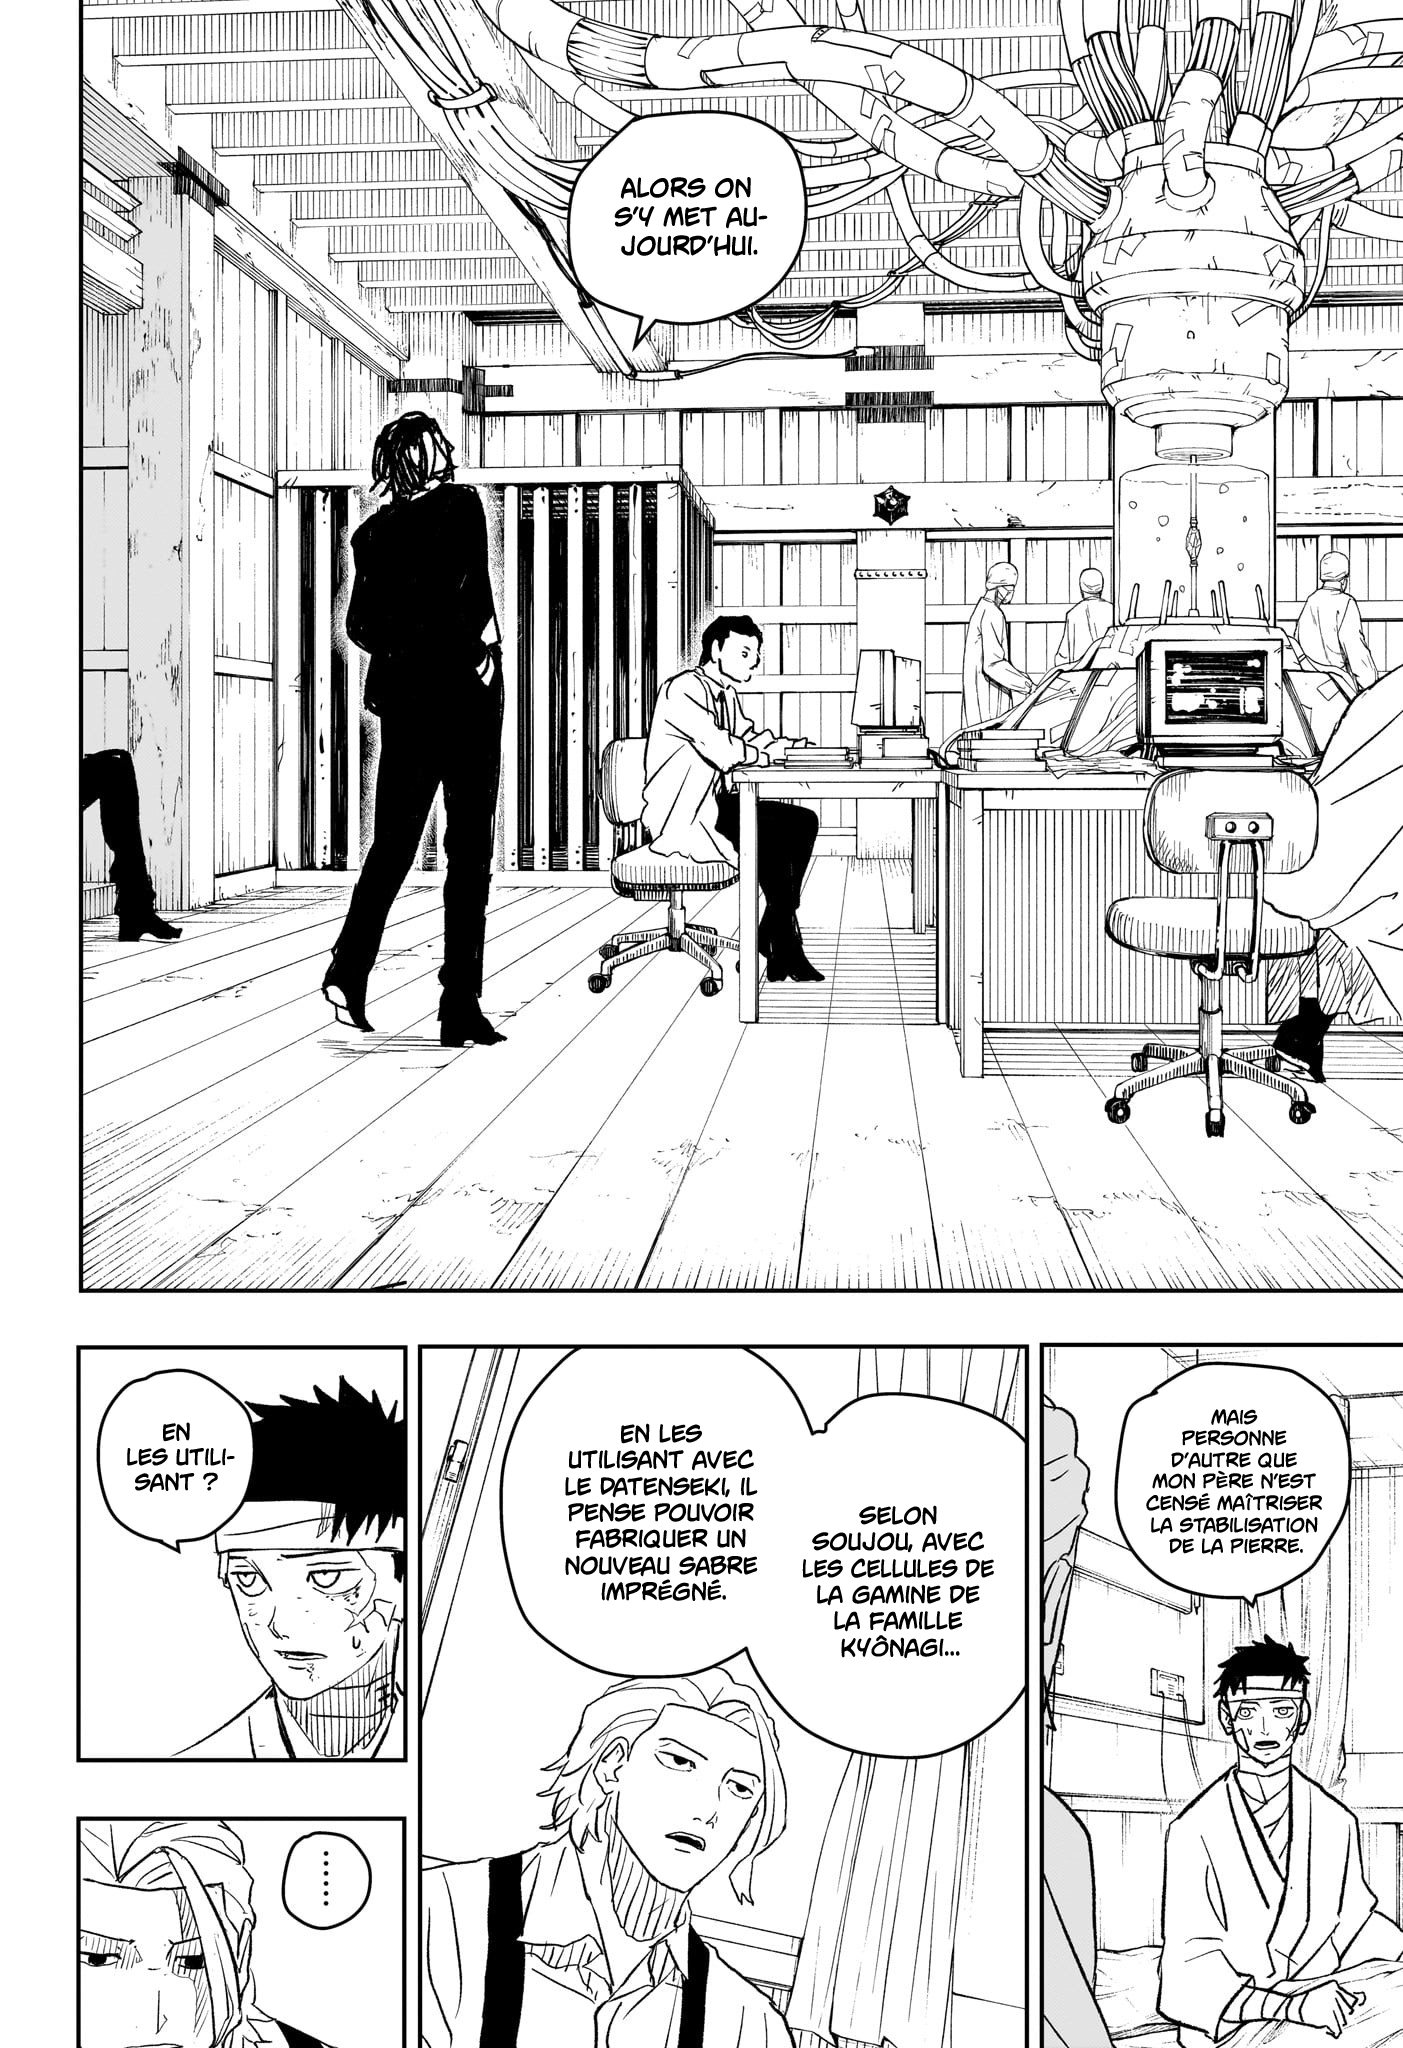 ALORS ON
S'Y MET AU-
JOURD'HUI.
MAIS
PERSONNE
D'AUTRE QUE
MON PÈRE N'EST
CENSÉ MAÎTRISER
LA STABILISATION
DE LA PIERRE.
SELON
SOUJOU, AVEC
LES CELLULES DE
LA GAMINE DE
LA FAMILLE
KYÔNAGI...
EN LES
UTILISANT AVEC
LE DATENSEKI, IL
PENSE POUVOIR
FABRIQUER UN
NOUVEAU SABRE
IMPRÉGNÉ.
EN
LES UTILI-
SANT ?
......